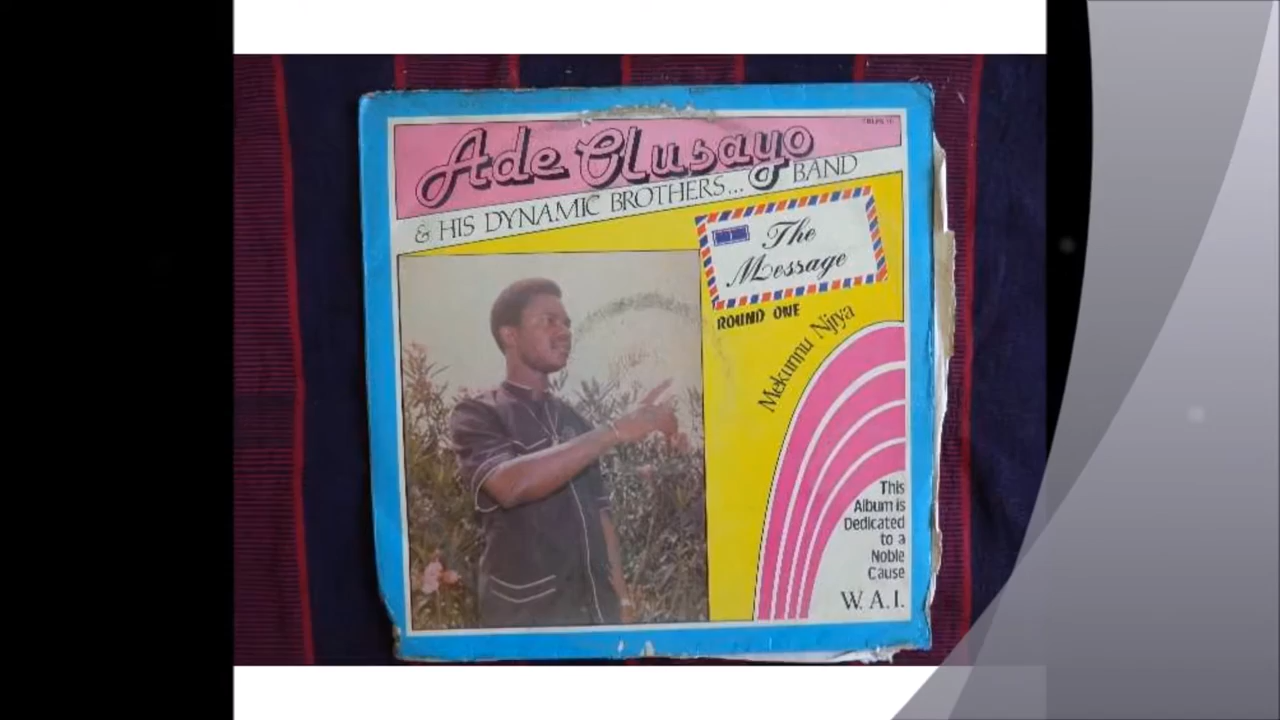 Ade Olusayo
& HIS DYNAMIC BROTHERS... BAND
The
Message
ROUND ONE
Mekunnu Njiya
This
Album is
Dedicated
to a
Noble
Cause
W.A.I.